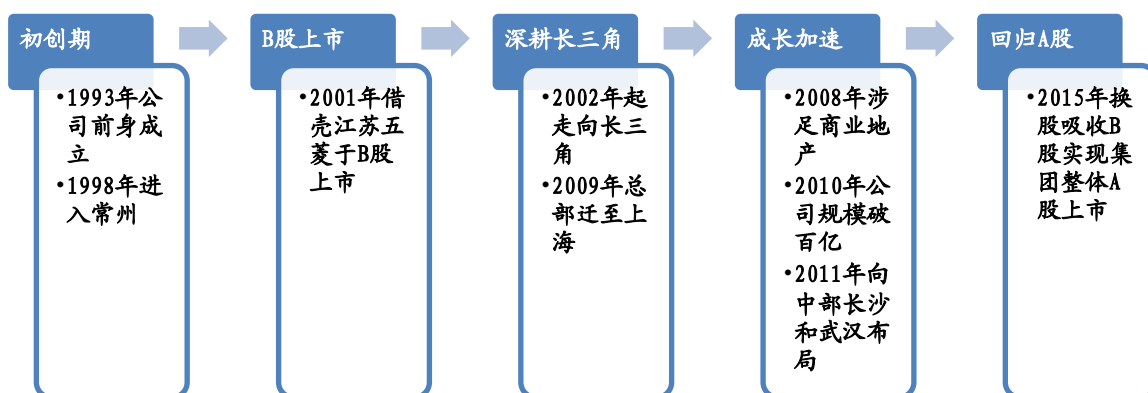 初创期
•1993年公
司前身成
立
•1998年进
入常州
B股上市
•2001年借
壳江苏五
菱于B股
上市
深耕长三角
•2002年起
走向长三
角
•2009年总
部迁至上
海
成长加速
•2008年涉
足商业地
产
•2010年公
司规模破
百亿
•2011年向
中部长沙
和武汉布
局
回归A股
•2015年换
股吸收B
股实现集
团整体A
股上市